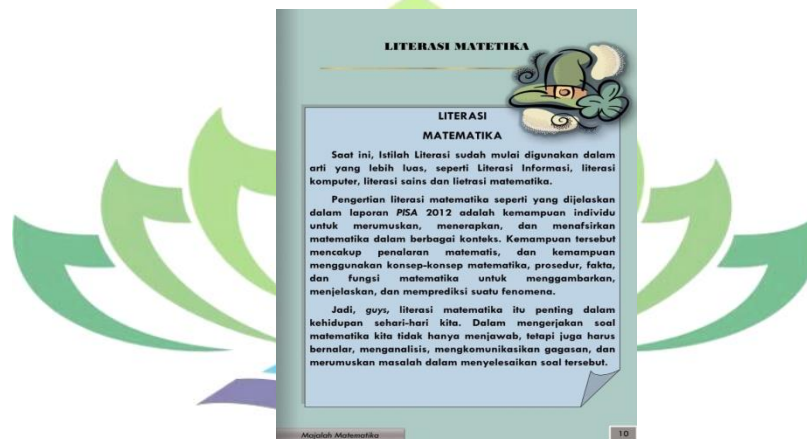 LITERASI MATETIKA
LITERASI
MATEMATIKA
Saat ini, Istilah Literasi sudah mulai digunakan dalam
arti yang lebih luas, seperti Literasi Informasi, literasi
komputer, literasi sains dan lietrasi matematika.
Pengertian literasi matematika seperti yang dijelaskan
dalam laporan PISA 2012 adalah kemampuan individu
untuk merumuskan, menerapkan, dan menafsirkan
matematika dalam berbagai konteks. Kemampuan tersebut
mencakup penalaran matematis, dan kemampuan
menggunakan konsep-konsep matematika, prosedur, fakta,
dan fungsi matematika untuk menggambarkan,
menjelaskan, dan memprediksi suatu fenomena.
Jadi, guys, literasi matematika itu penting dalam
kehidupan sehari-hari kita. Dalam mengerjakan soal
matematika kita tidak hanya menjawab, tetapi juga harus
bernalar, menganalisis, mengkomunikasikan gagasan, dan
merumuskan masalah dalam menyelesaikan soal tersebut.
Majalah Matematika
10